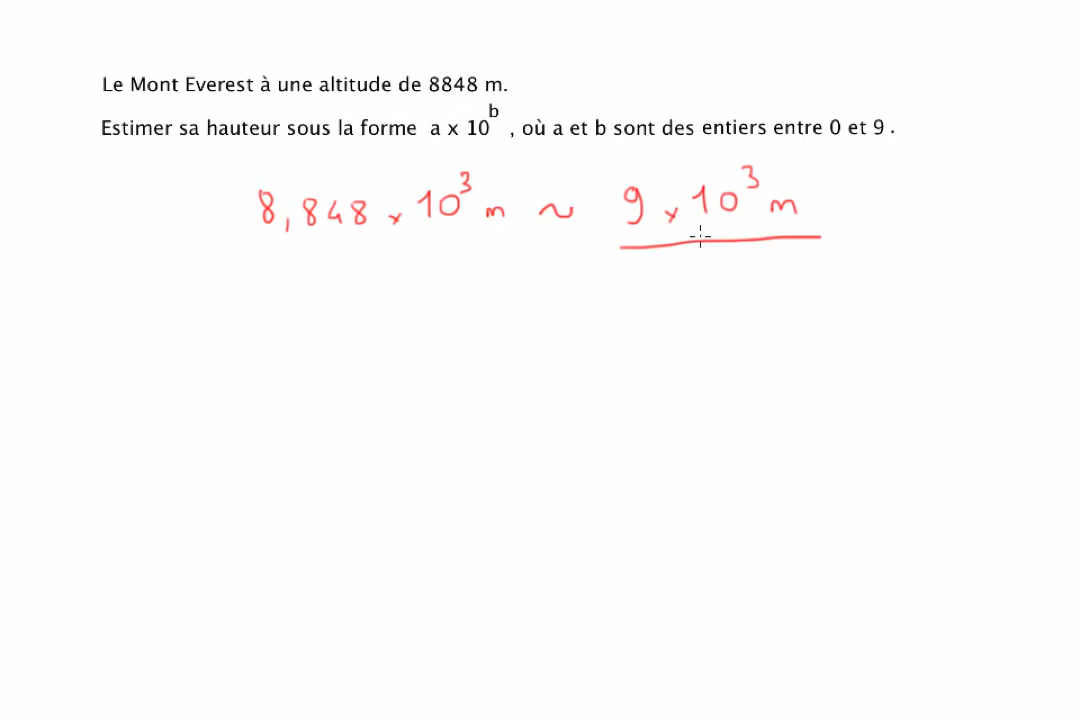 Le Mont Everest à une altitude de 8848 m.
Estimer sa hauteur sous la forme a x 10^b , où a et b sont des entiers entre 0 et 9 .
8,848 x 10^3 m ~ 9 x 10^3 m